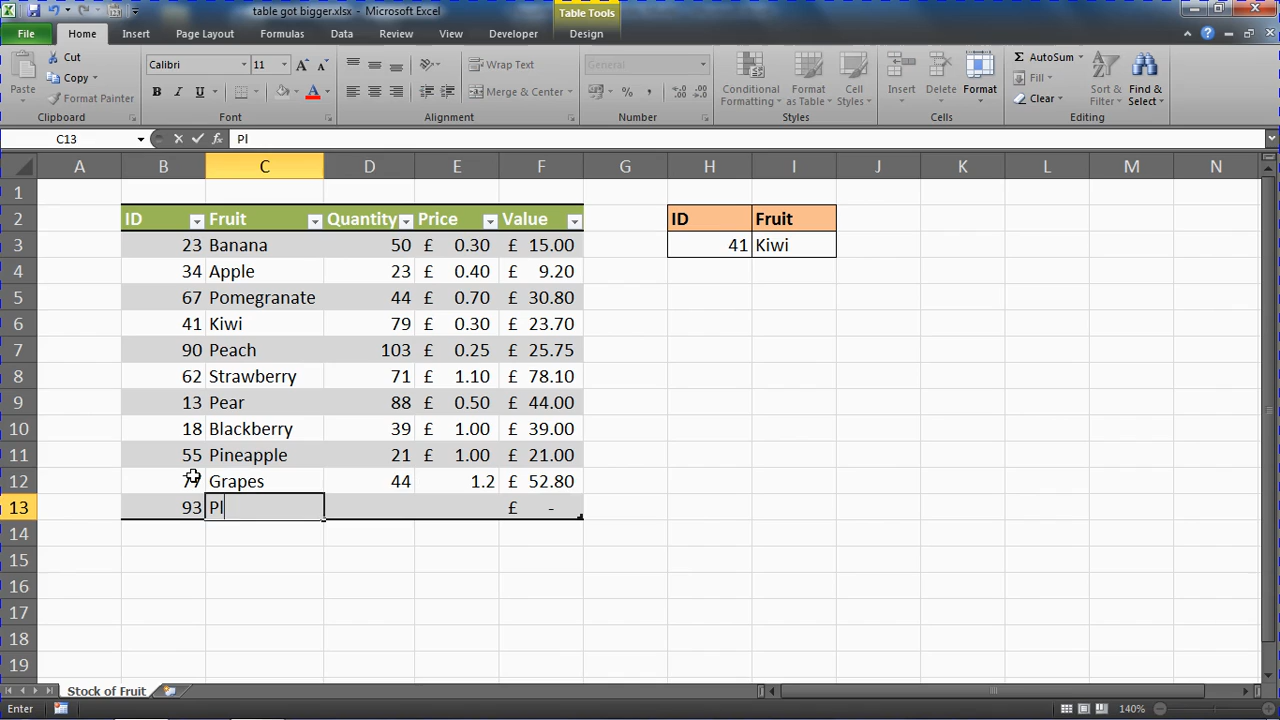 table got bigger.xlsx - Microsoft Excel
Table Tools
File Home Insert Page Layout Formulas Data Review View Developer Design
Paste
Cut
Copy
Format Painter
Clipboard
Calibri 11
B I U
Font
Wrap Text
Merge & Center
Alignment
General
%
Number
Conditional Formatting
Format as Table
Cell Styles
Styles
Insert
Delete
Format
Cells
AutoSum
Fill
Clear
Sort & Filter
Find & Select
Editing
C13 fx Pl
A B C D E F G H I J K L M N
1
2 ID Fruit Quantity Price Value ID Fruit
3 23 Banana 50 £ 0.30 £ 15.00 41 Kiwi
4 34 Apple 23 £ 0.40 £ 9.20
5 67 Pomegranate 44 £ 0.70 £ 30.80
6 41 Kiwi 79 £ 0.30 £ 23.70
7 90 Peach 103 £ 0.25 £ 25.75
8 62 Strawberry 71 £ 1.10 £ 78.10
9 13 Pear 88 £ 0.50 £ 44.00
10 18 Blackberry 39 £ 1.00 £ 39.00
11 55 Pineapple 21 £ 1.00 £ 21.00
12 Grapes 44 1.2 £ 52.80
13 93 Pl £ -
14
15
16
17
18
19
Stock of Fruit
Enter 140%